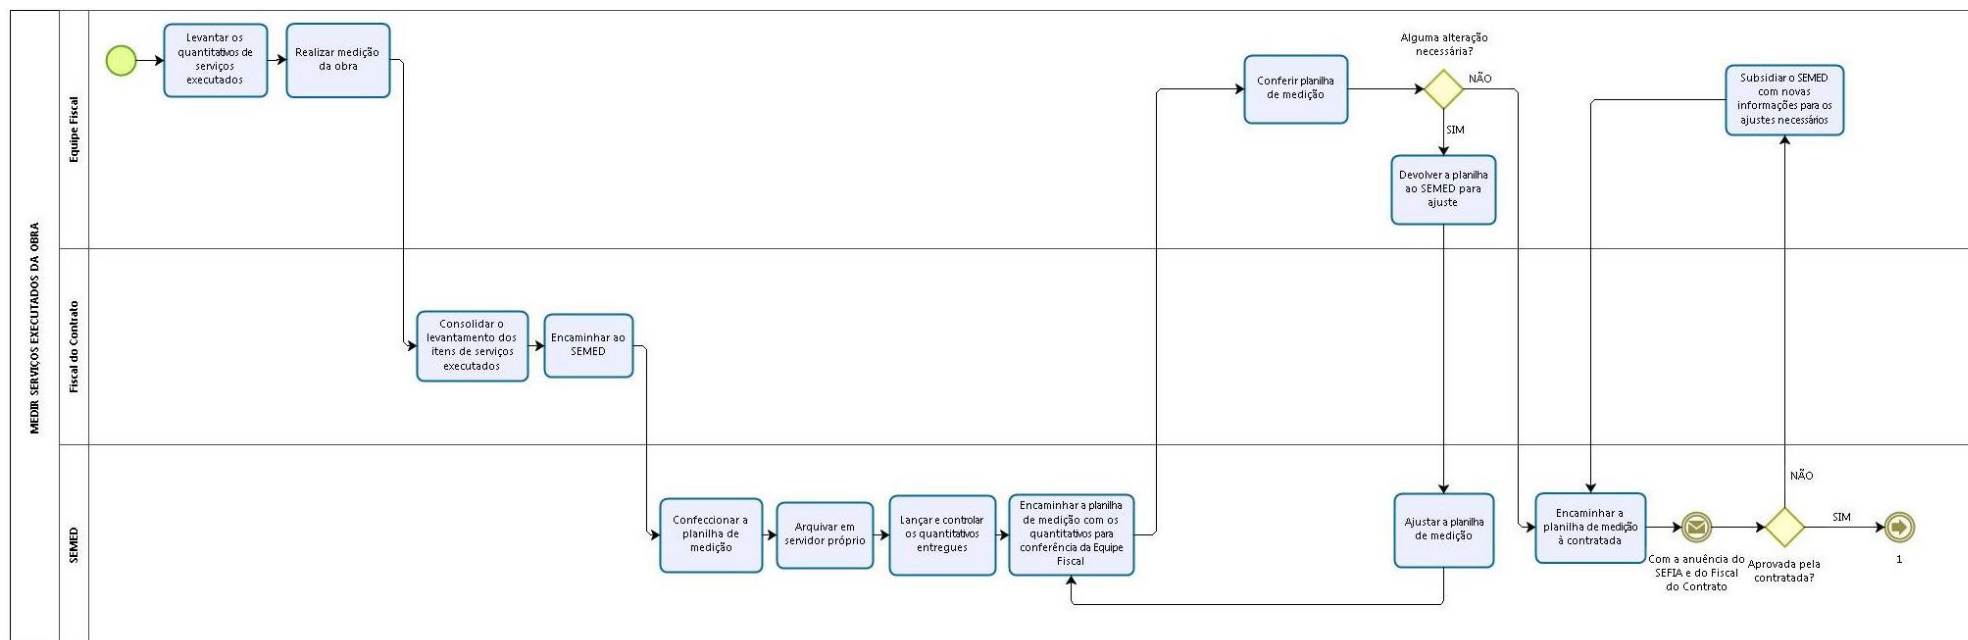 MEDIR SERVIÇOS EXECUTADOS DA OBRA
Equipe Fiscal
Levantar os
quantitativos de
serviços
executados
Realizar medição
da obra
Conferir planilha
de medição
Alguma alteração
necessária?
NÃO
SIM
Devolver a planilha
ao SEMED para
ajuste
Subsidiar o SEMED
com novas
informações para os
ajustes necessários
Fiscal do Contrato
Consolidar o
levantamento dos
itens de serviços
executados
Encaminhar ao
SEMED
SEMED
Confeccionar a
planilha de
medição
Arquivar em
servidor próprio
Lançar e controlar
os quantitativos
entregues
Encaminhar a planilha
de medição com os
quantitativos para
conferência da Equipe
Fiscal
Ajustar a planilha
de medição
Encaminhar a
planilha de medição
à contratada
Com a anuência do
SEFIA e do Fiscal
do Contrato
Aprovada pela
contratada?
NÃO
SIM
1